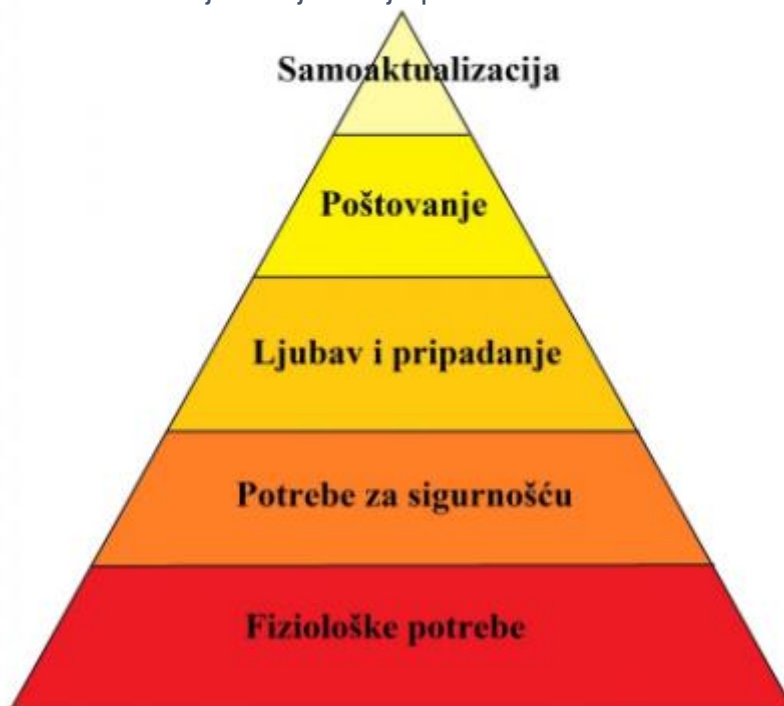 Samoaktualizacija
Poštovanje
Ljubav i pripadanje
Potrebe za sigurnošću
Fiziološke potrebe